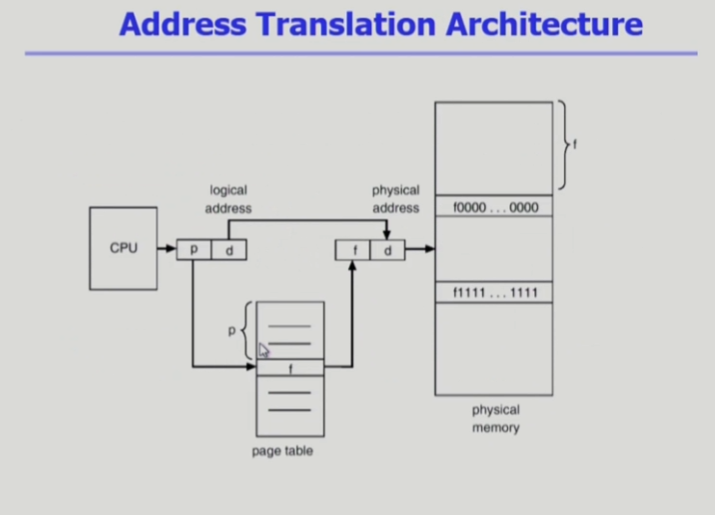 Address Translation Architecture
logical
address
physical
address
f
f0000 ... 0000
CPU
p
d
f
d
f1111 ... 1111
p
f
physical
memory
page table